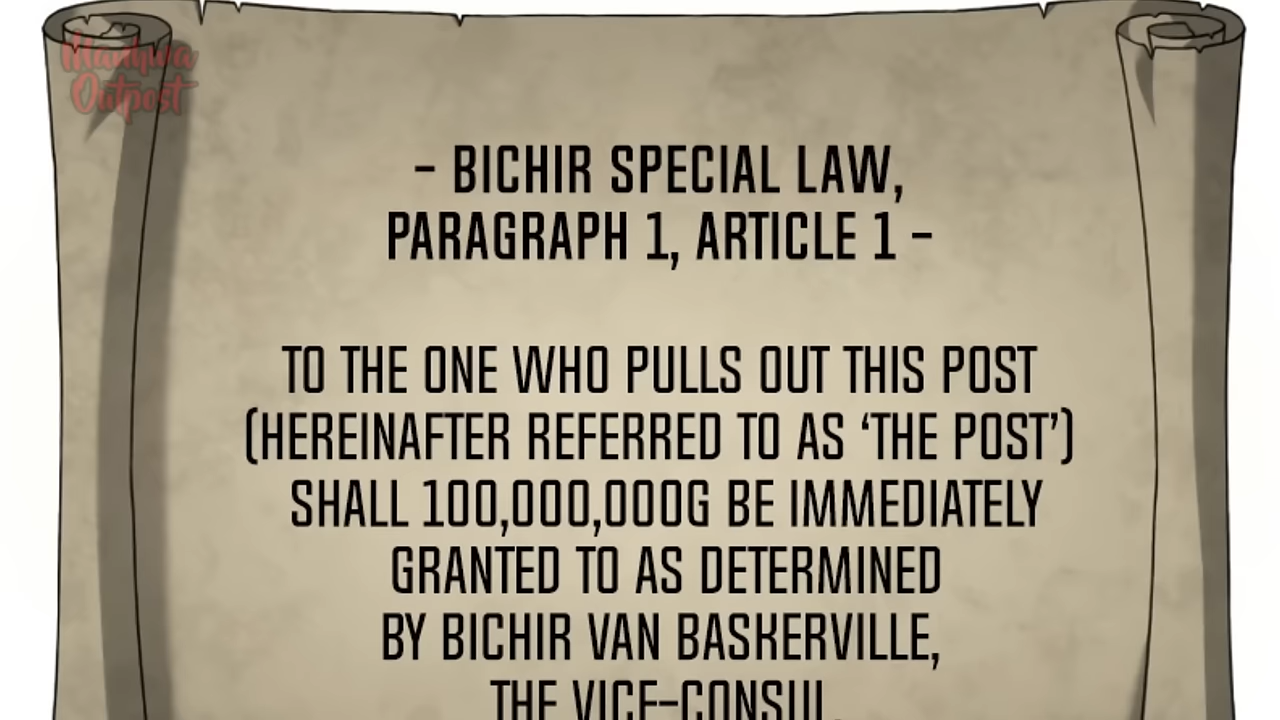 Manhwa
Outpost
- BICHIR SPECIAL LAW,
PARAGRAPH 1, ARTICLE 1 -
TO THE ONE WHO PULLS OUT THIS POST
(HEREINAFTER REFERRED TO AS ‘THE POST’)
SHALL 100,000,000G BE IMMEDIATELY
GRANTED TO AS DETERMINED
BY BICHIR VAN BASKERVILLE,
THE VICE-CONSUL.